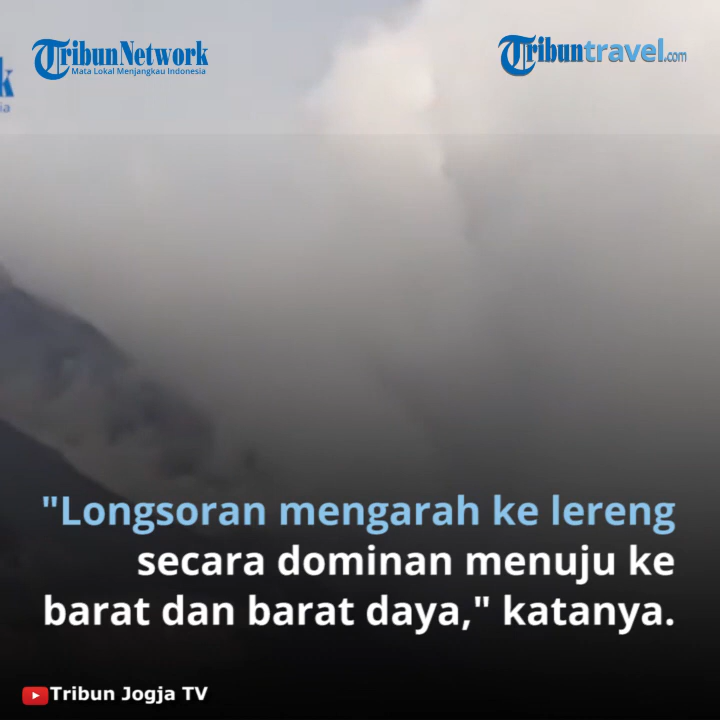 TribunNetwork
Mata Lokal Menjangkau Indonesia
Tribuntravel.com
k
ia
"Longsoran mengarah ke lereng
secara dominan menuju ke
barat dan barat daya," katanya.
Tribun Jogja TV